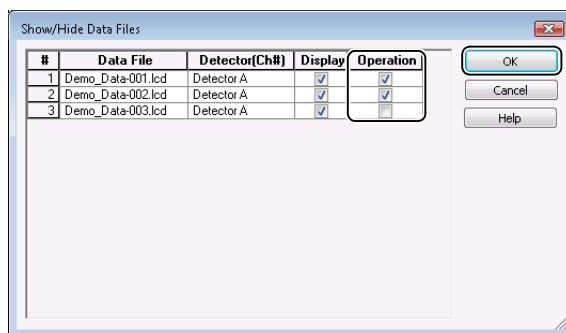 Show/Hide Data Files
# Data File Detector(Ch#) Display Operation
1 Demo_Data-001.lcd Detector A
2 Demo_Data-002.lcd Detector A
3 Demo_Data-003.lcd Detector A
OK
Cancel
Help